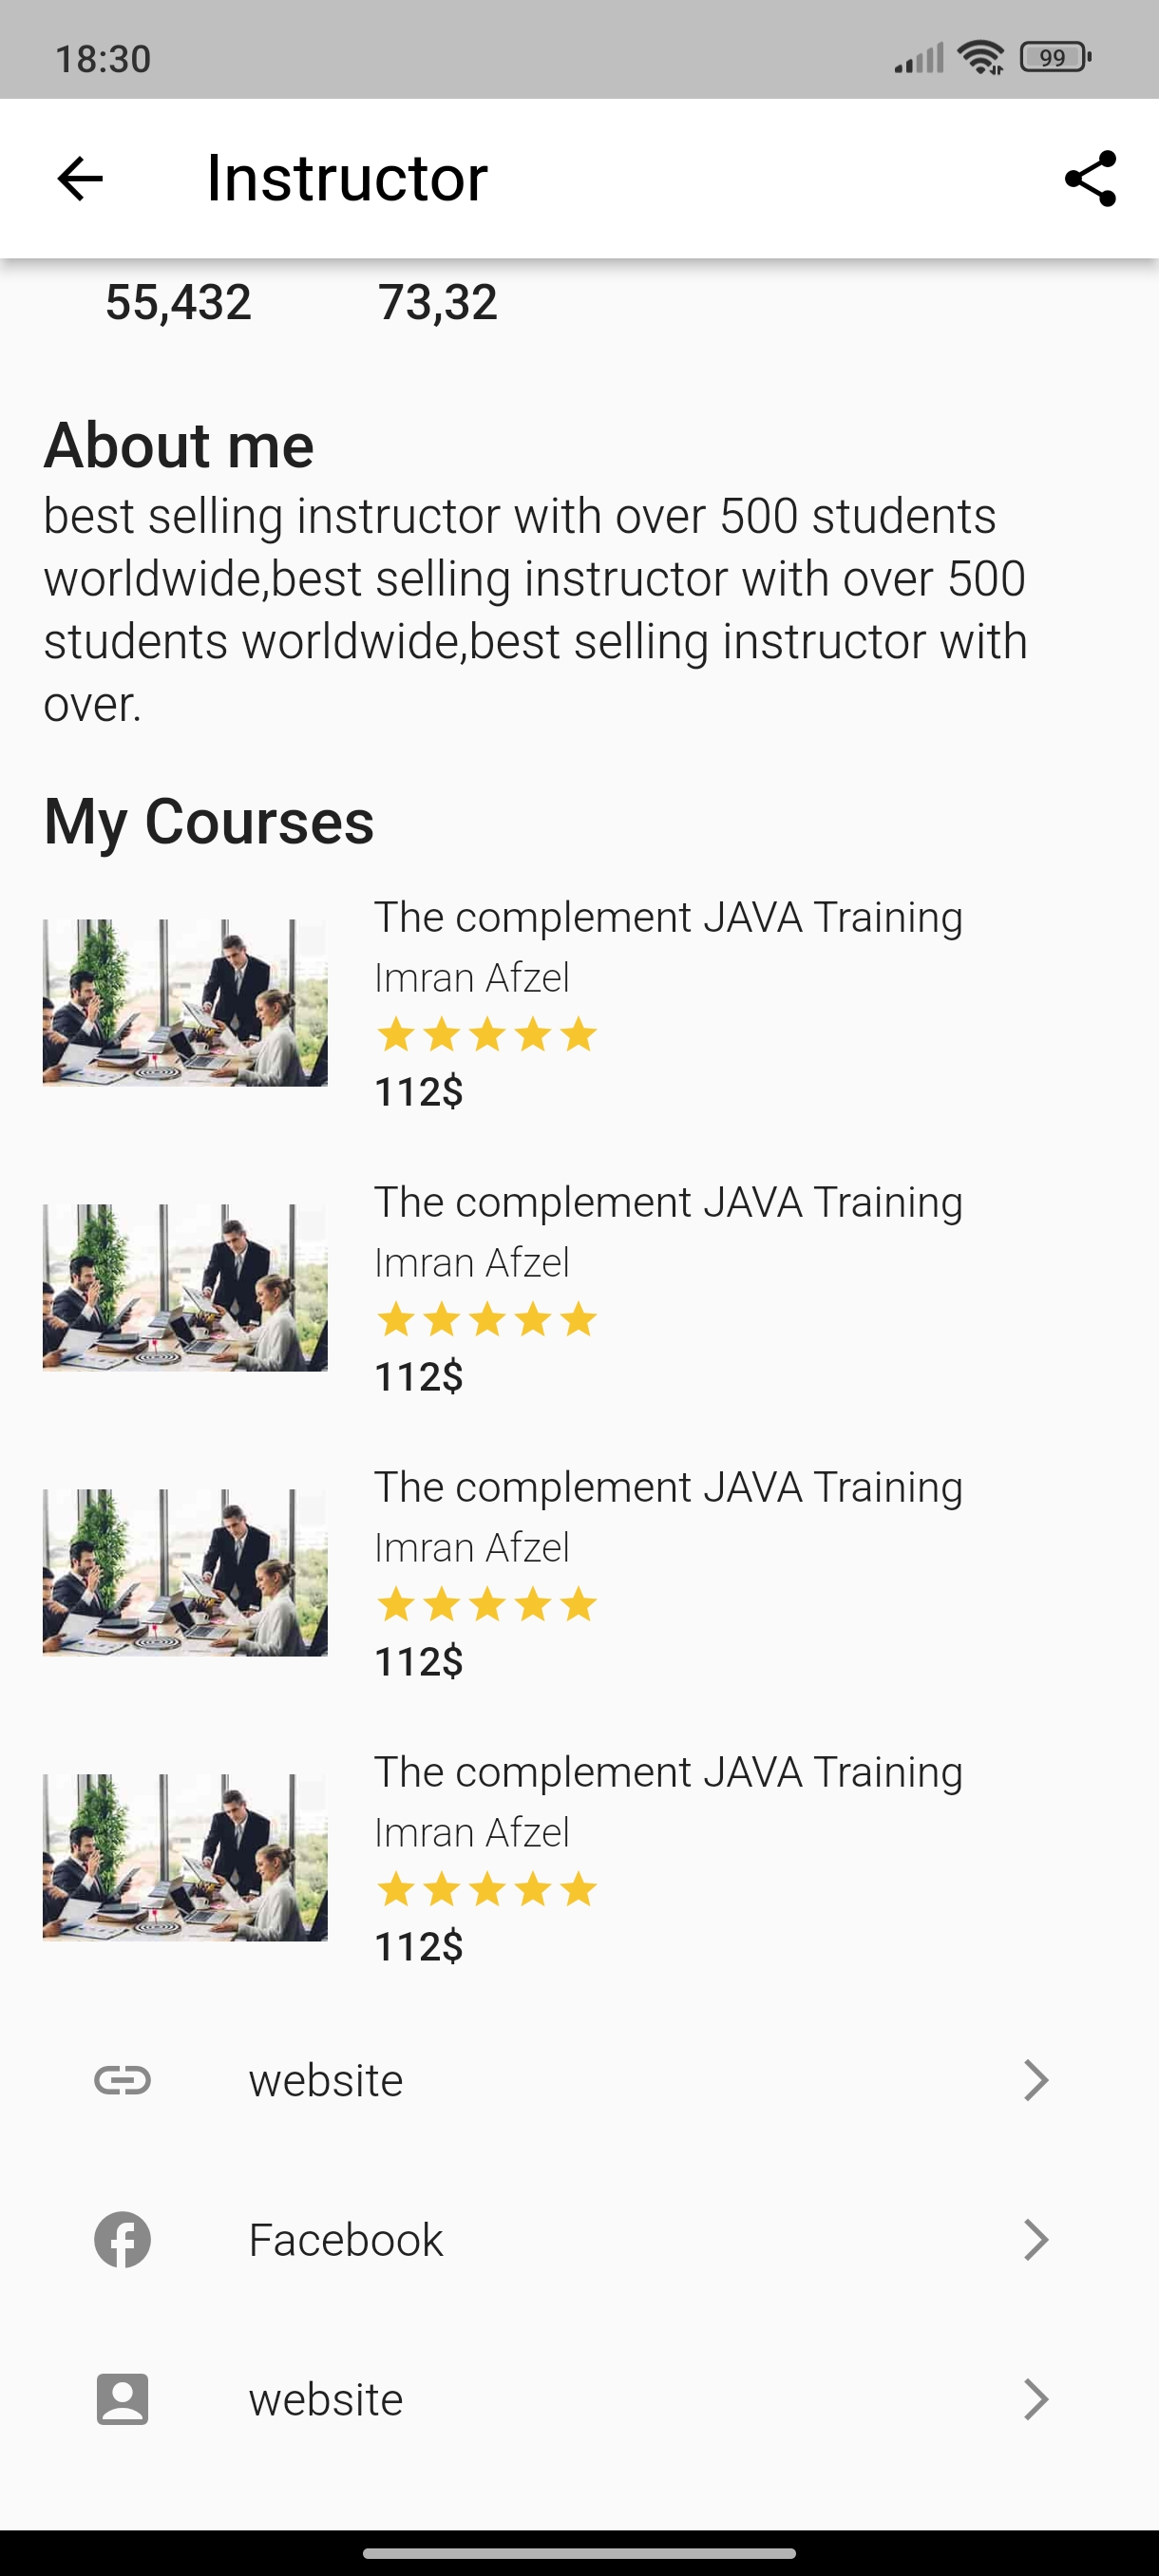 18:30
99
Instructor
55,432 73,32
About me
best selling instructor with over 500 students
worldwide,best selling instructor with over 500
students worldwide,best selling instructor with
over.
My Courses
The complement JAVA Training
Imran Afzel
112$
The complement JAVA Training
Imran Afzel
112$
The complement JAVA Training
Imran Afzel
112$
The complement JAVA Training
Imran Afzel
112$
website
Facebook
website